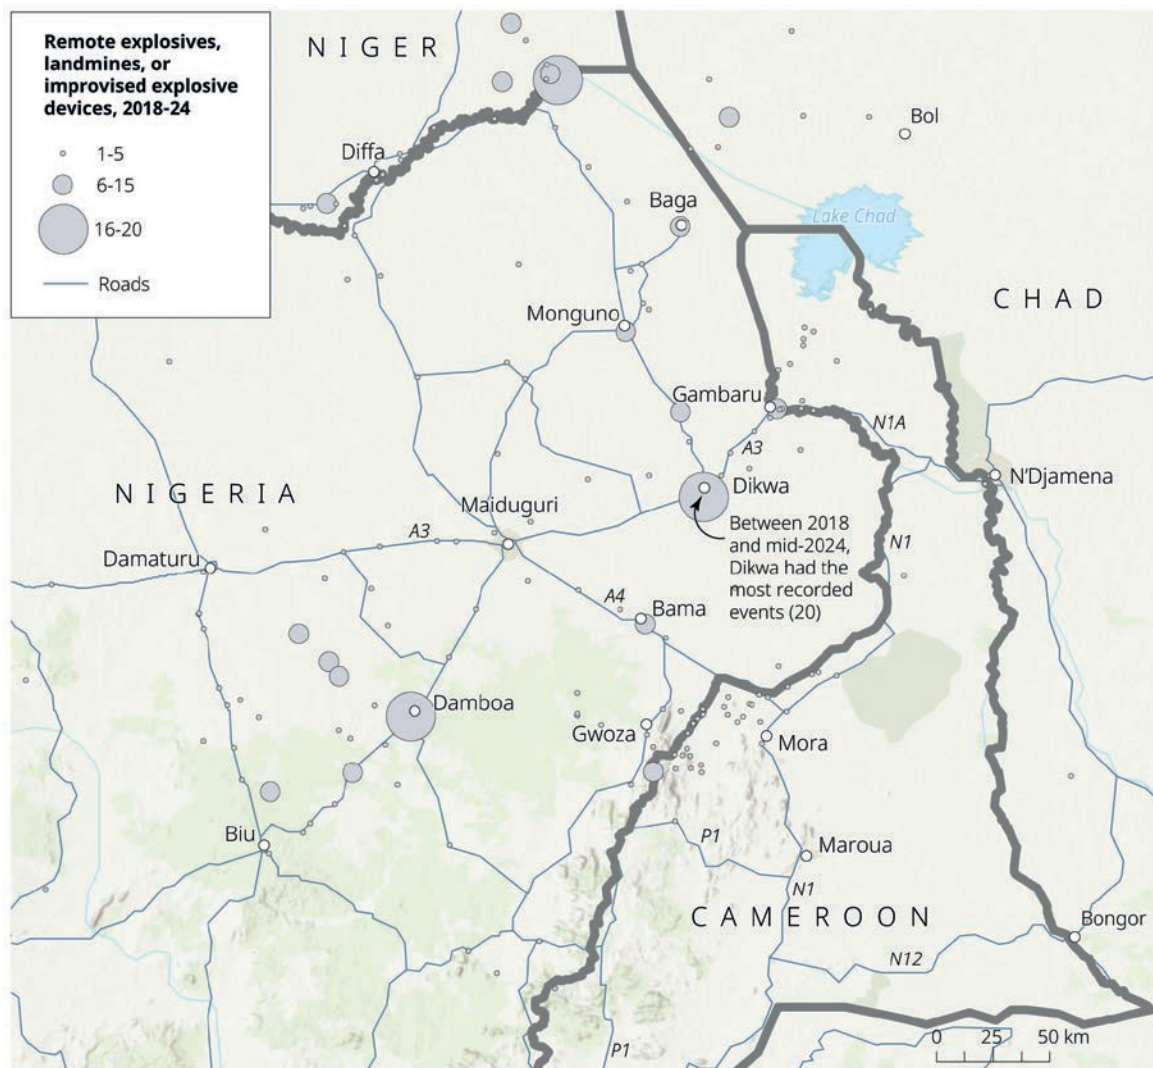 Remote explosives,
landmines, or
improvised explosive
devices, 2018-24
1-5
6-15
16-20
Roads
NIGER
Bol
Diffa
Baga
Lake Chad
CHAD
Monguno
Gambaru
N1A
A3
N'Djamena
NIGERIA
Dikwa
Maiduguri
Between 2018
and mid-2024,
Dikwa had the
most recorded
events (20)
A3
N1
Damaturu
A4
Bama
Damboa
Gwoza
Mora
Biu
P1
Maroua
N1
CAMEROON
Bongor
N12
0 25 50 km
P1